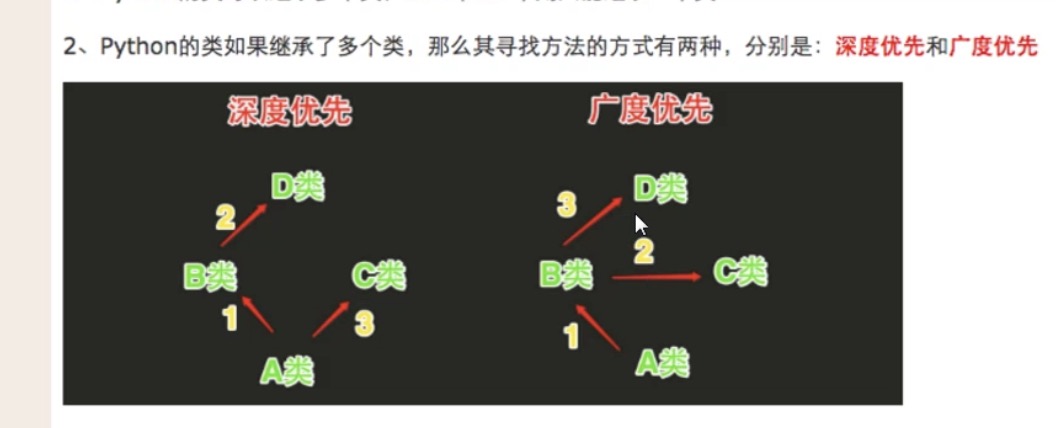 2、Python的类如果继承了多个类，那么其寻找方法的方式有两种，分别是：深度优先和广度优先
深度优先 广度优先
D类 D类
2 3
2
B类 C类 B类 C类
1 3 1
A类 A类